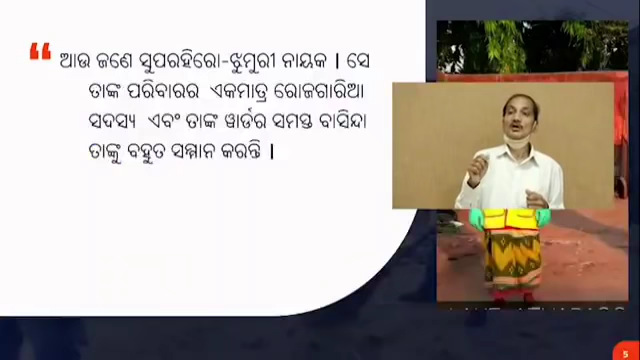 “ ଆଉ ଜଣେ ସୁପରହିରୋ-ଝୁମୁରୀ ନାୟକ । ସେ
ତାଙ୍କ ପରିବାରର ଏକମାତ୍ର ରୋଜଗାରିଆ
ସଦସ୍ୟ ଏବଂ ତାଙ୍କ ୱାର୍ଡର ସମସ୍ତ ବାସିନ୍ଦା
ତାଙ୍କୁ ବହୁତ ସମ୍ମାନ କରନ୍ତି ।
5